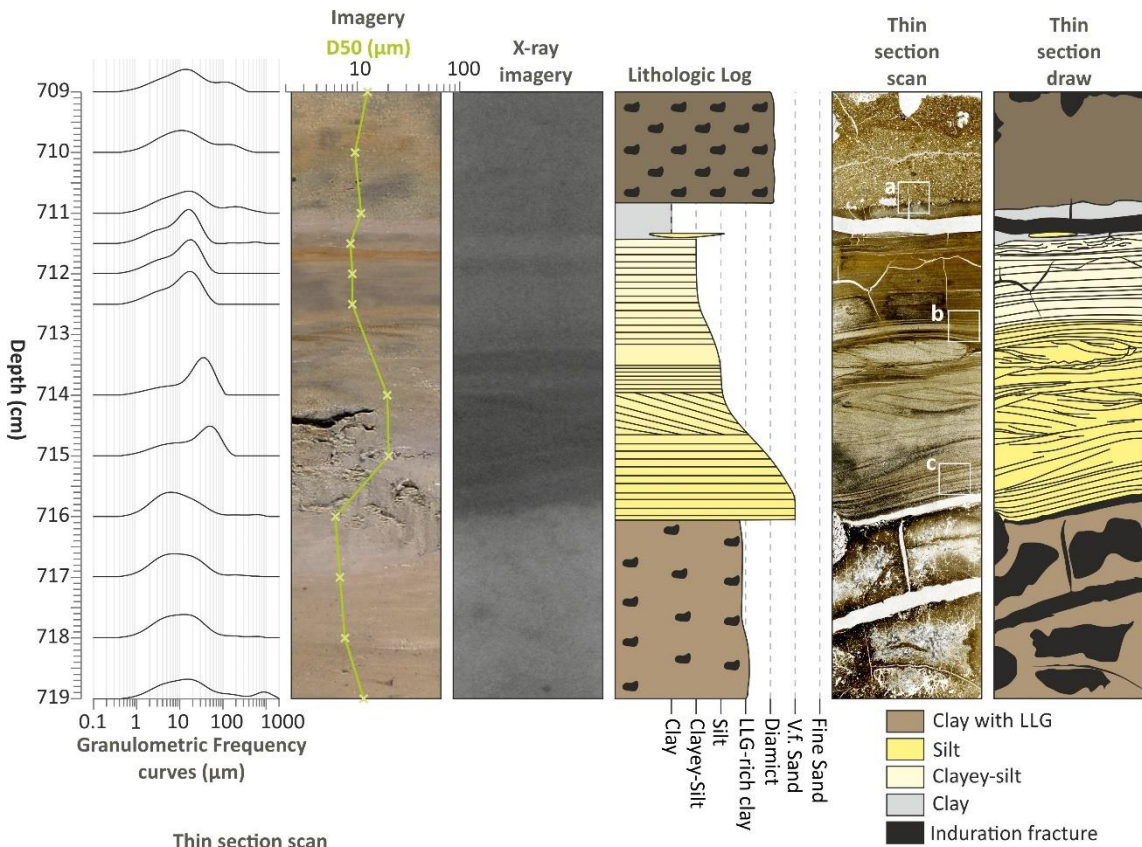 Imagery
D50 (µm)
10
100
X-ray
imagery
Lithologic Log
Thin
section
scan
Thin
section
draw
709
710
711
712
713
714
715
716
717
718
719
Depth (cm)
0.1
1
10
100
1000
Granulometric Frequency
curves (µm)
Clay
Clayey-Silt
Silt
LLG-rich clay
Diamict
V.f. Sand
Fine Sand
a
a
b
c
Clay with LLG
Silt
Clayey-silt
Clay
Induration fracture
Thin section scan